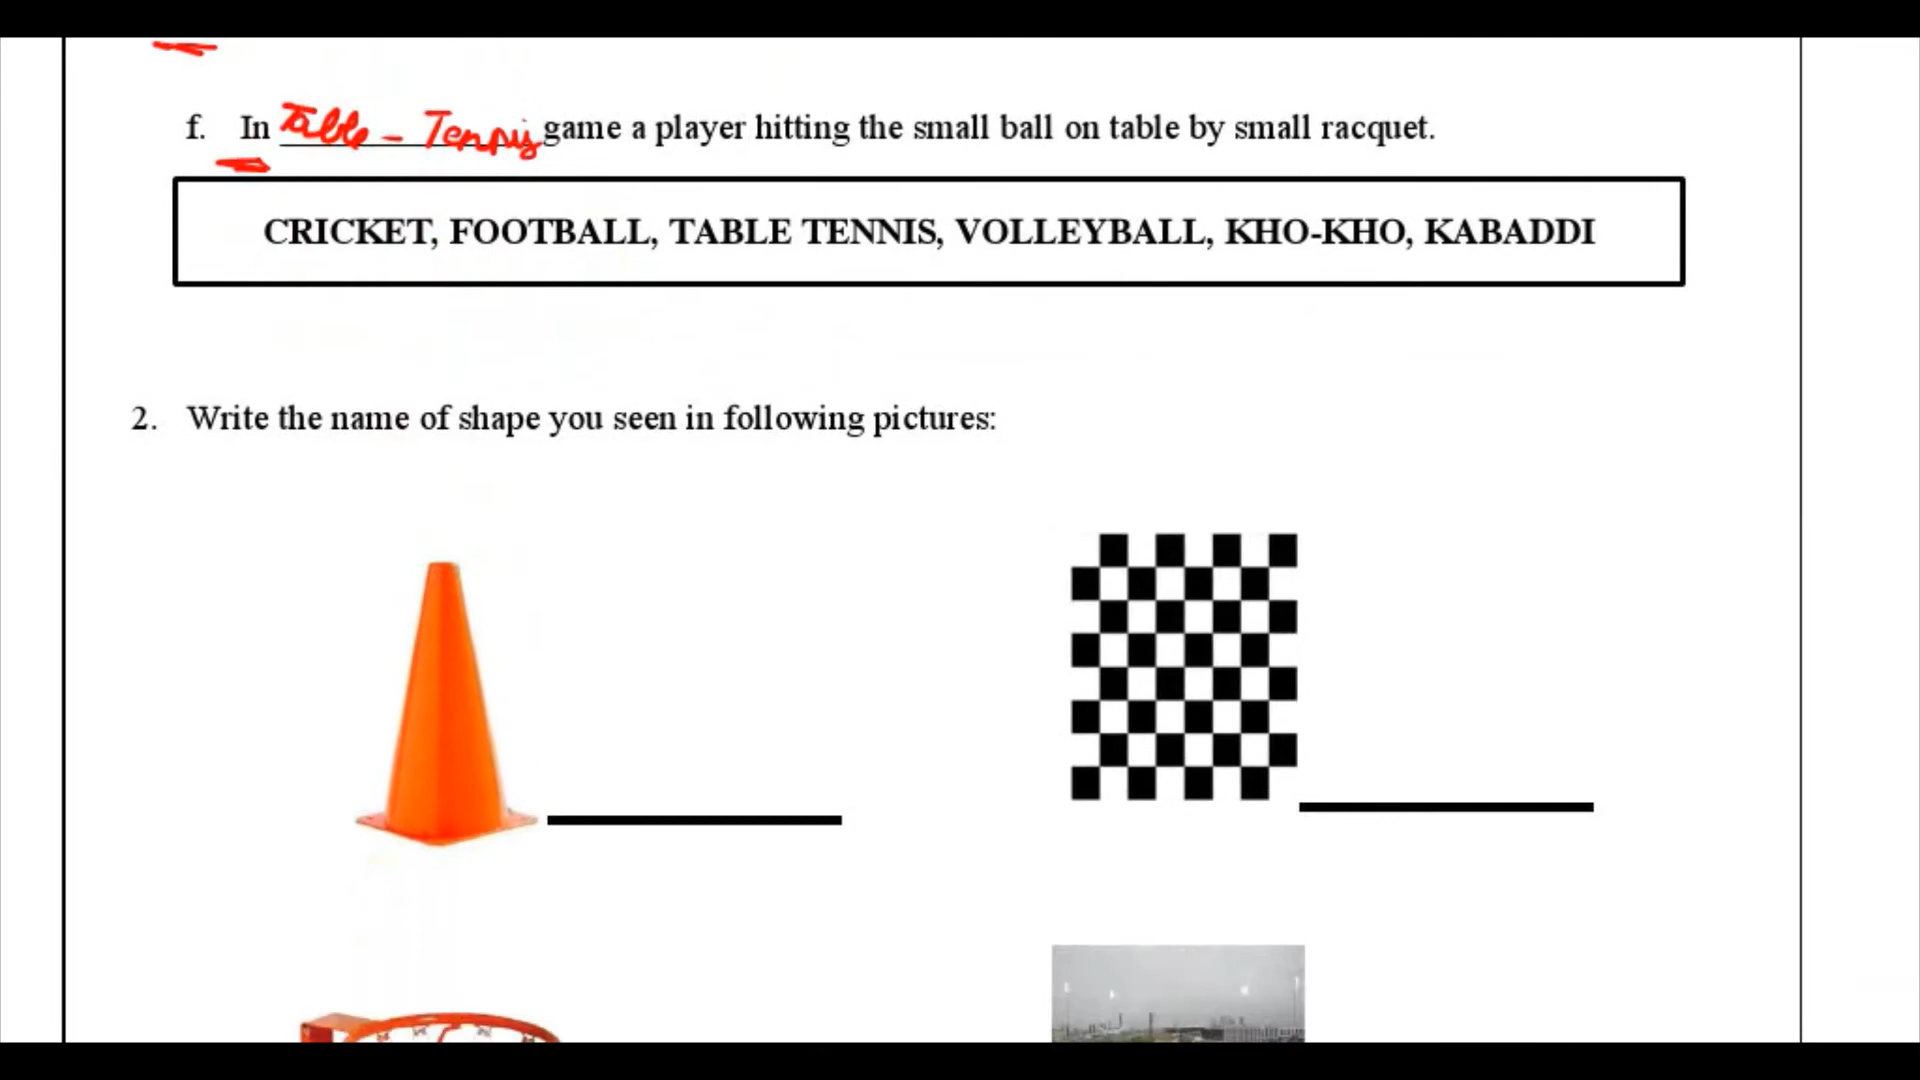 f. In Table - Tennis game a player hitting the small ball on table by small racquet.
CRICKET, FOOTBALL, TABLE TENNIS, VOLLEYBALL, KHO-KHO, KABADDI
2. Write the name of shape you seen in following pictures: